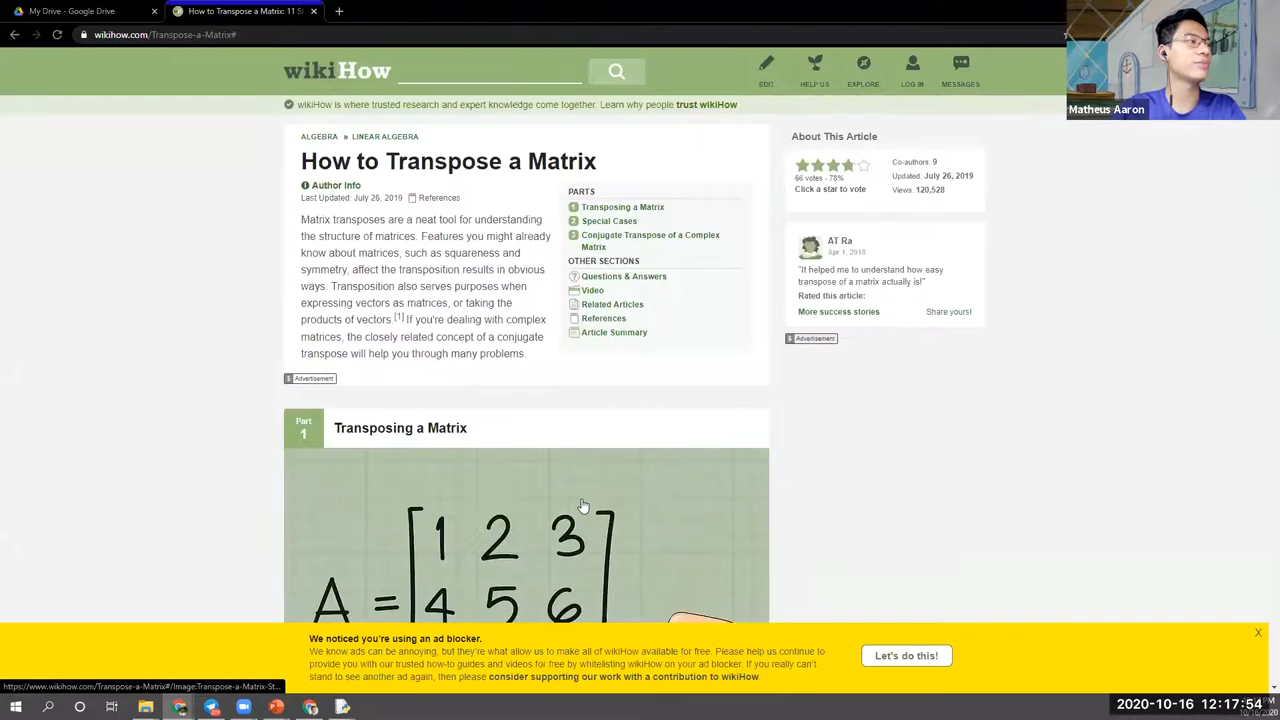 My Drive - Google Drive
How to Transpose a Matrix: 11 S
wikihow.com/Transpose-a-Matrix#
wikiHow
EDIT
HELP US
EXPLORE
LOG IN
MESSAGES
Matheus Aaron
wikiHow is where trusted research and expert knowledge come together. Learn why people trust wikiHow
ALGEBRA » LINEAR ALGEBRA
How to Transpose a Matrix
Author Info
Last Updated: July 26, 2019 References
Matrix transposes are a neat tool for understanding
the structure of matrices. Features you might already
know about matrices, such as squareness and
symmetry, affect the transposition results in obvious
ways. Transposition also serves purposes when
expressing vectors as matrices, or taking the
products of vectors.[1] If you're dealing with complex
matrices, the closely related concept of a conjugate
transpose will help you through many problems.
PARTS
1 Transposing a Matrix
2 Special Cases
3 Conjugate Transpose of a Complex
Matrix
OTHER SECTIONS
Questions & Answers
Video
Related Articles
References
Article Summary
About This Article
66 votes - 78%
Click a star to vote
Co-authors: 9
Updated: July 26, 2019
Views: 120,528
AT Ra
Apr 1, 2016
"It helped me to understand how easy
transpose of a matrix actually is!"
Rated this article:
More success stories
Share yours!
Advertisement
Advertisement
Part
1
Transposing a Matrix
1 2 3
A = 4 5 6
We noticed you're using an ad blocker.
We know ads can be annoying, but they're what allow us to make all of wikiHow available for free. Please help us continue to
provide you with our trusted how-to guides and videos for free by whitelisting wikiHow on your ad blocker. If you really can't
stand to see another ad again, then please consider supporting our work with a contribution to wikiHow.
Let's do this!
X
https://www.wikihow.com/Transpose-a-Matrix#/Image:Transpose-a-Matrix-St...
2020-10-16 12:17:54